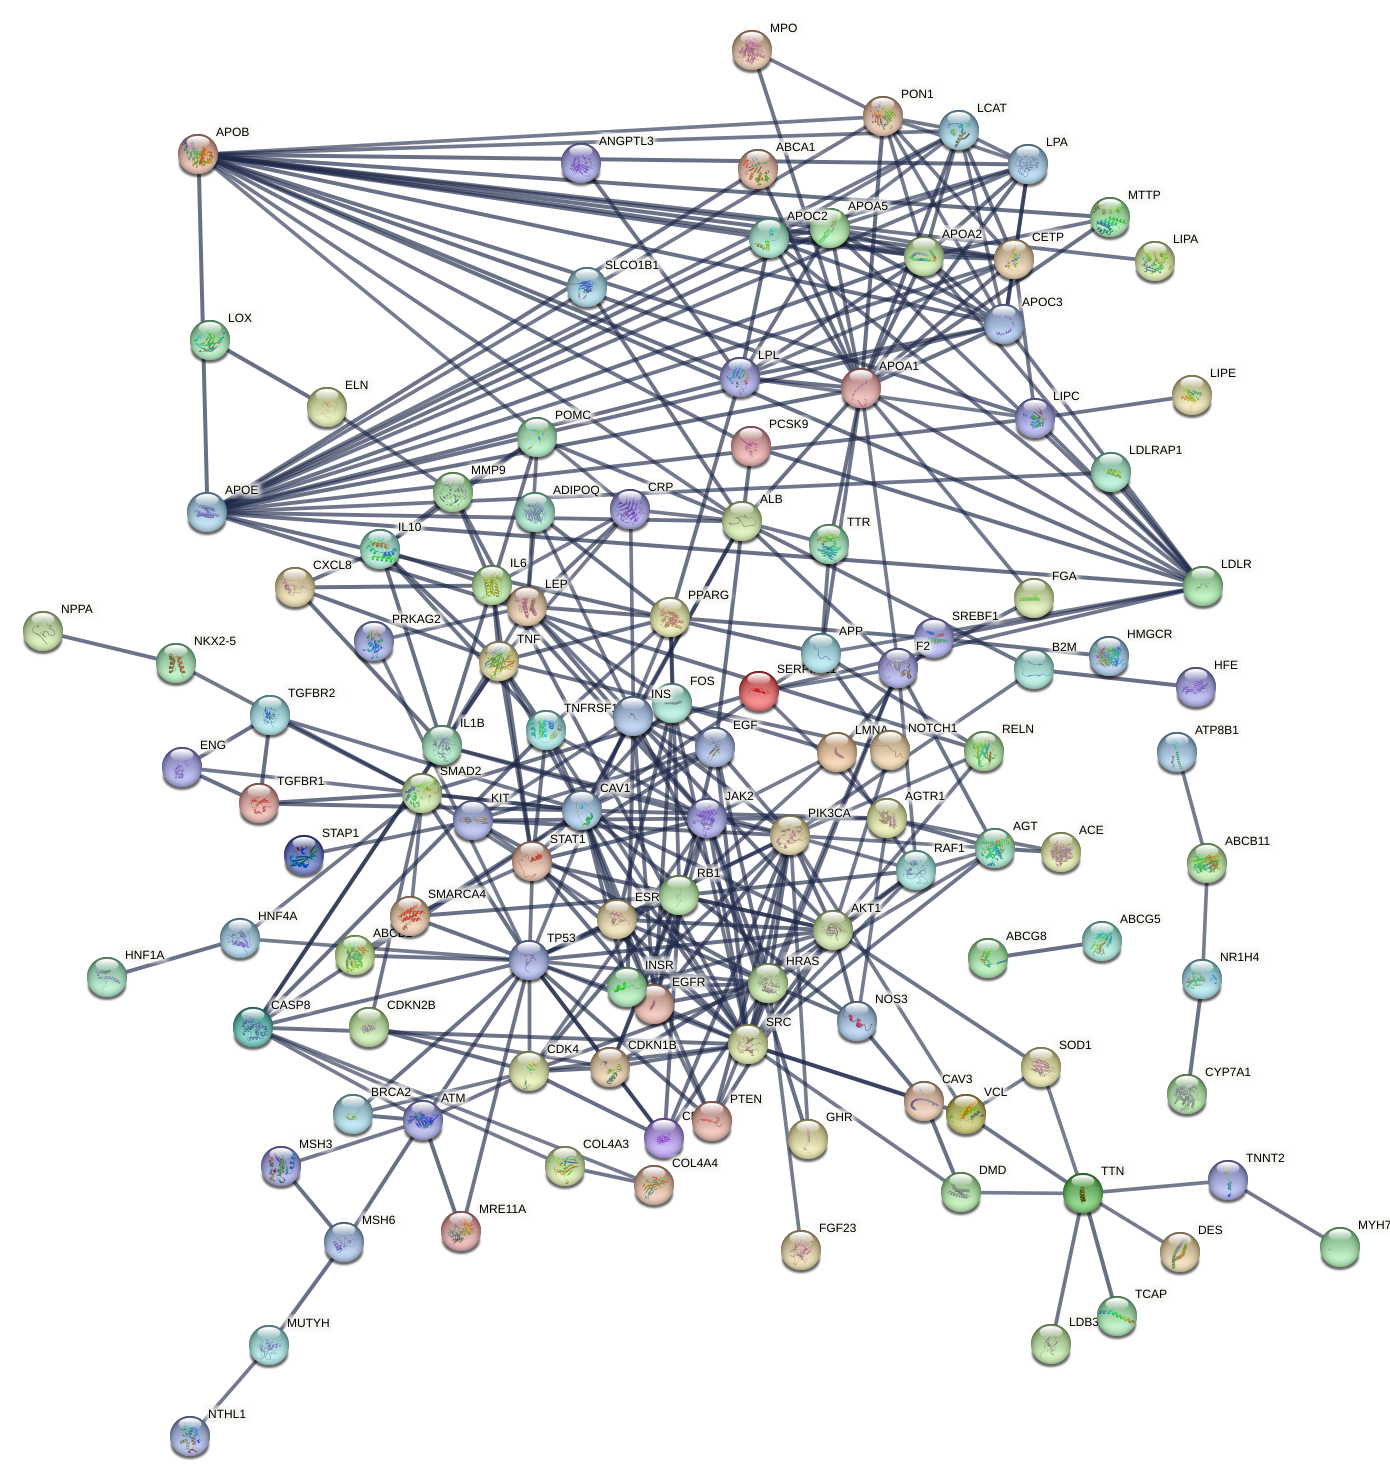 MPO
PON1
LCAT
APOB
ANGPTL3
ABCA1
LPA
MTTP
APOC2
APOA5
APOA2
CETP
LIPA
SLCO1B1
APOC3
LOX
LPL
APOA1
ELN
LIPE
LIPC
POMC
PCSK9
LDLRAP1
MMP9
APOE
ADIPOQ
CRP
ALB
TTR
IL10
CXCL8
IL6
LEP
PPARG
FGA
LDLR
NPPA
PRKAG2
NKX2-5
TNF
APP
SREBF1
F2
B2M
HMGCR
HFE
TGFBR2
INS
FOS
IL1B
EGF
LMNA
NOTCH1
RELN
ATP8B1
ENG
TGFBR1
SMAD2
KIT
CAV1
JAK2
PIK3CA
AGTR1
STAP1
STAT1
RAF1
AGT
ACE
ABCB11
RB1
SMARCA4
AKT1
HNF4A
TP53
ABCG8
ABCG5
HNF1A
INSR
EGFR
HRAS
NR1H4
CASP8
CDKN2B
NOS3
SRC
CDK4
CDKN1B
SOD1
CYP7A1
BRCA2
ATM
CAV3
VCL
PTEN
GHR
MSH3
COL4A3
COL4A4
DMD
TTN
TNNT2
MRE11A
MSH6
FGF23
DES
MYH7
TCAP
MUTYH
LDB3
NTHL1